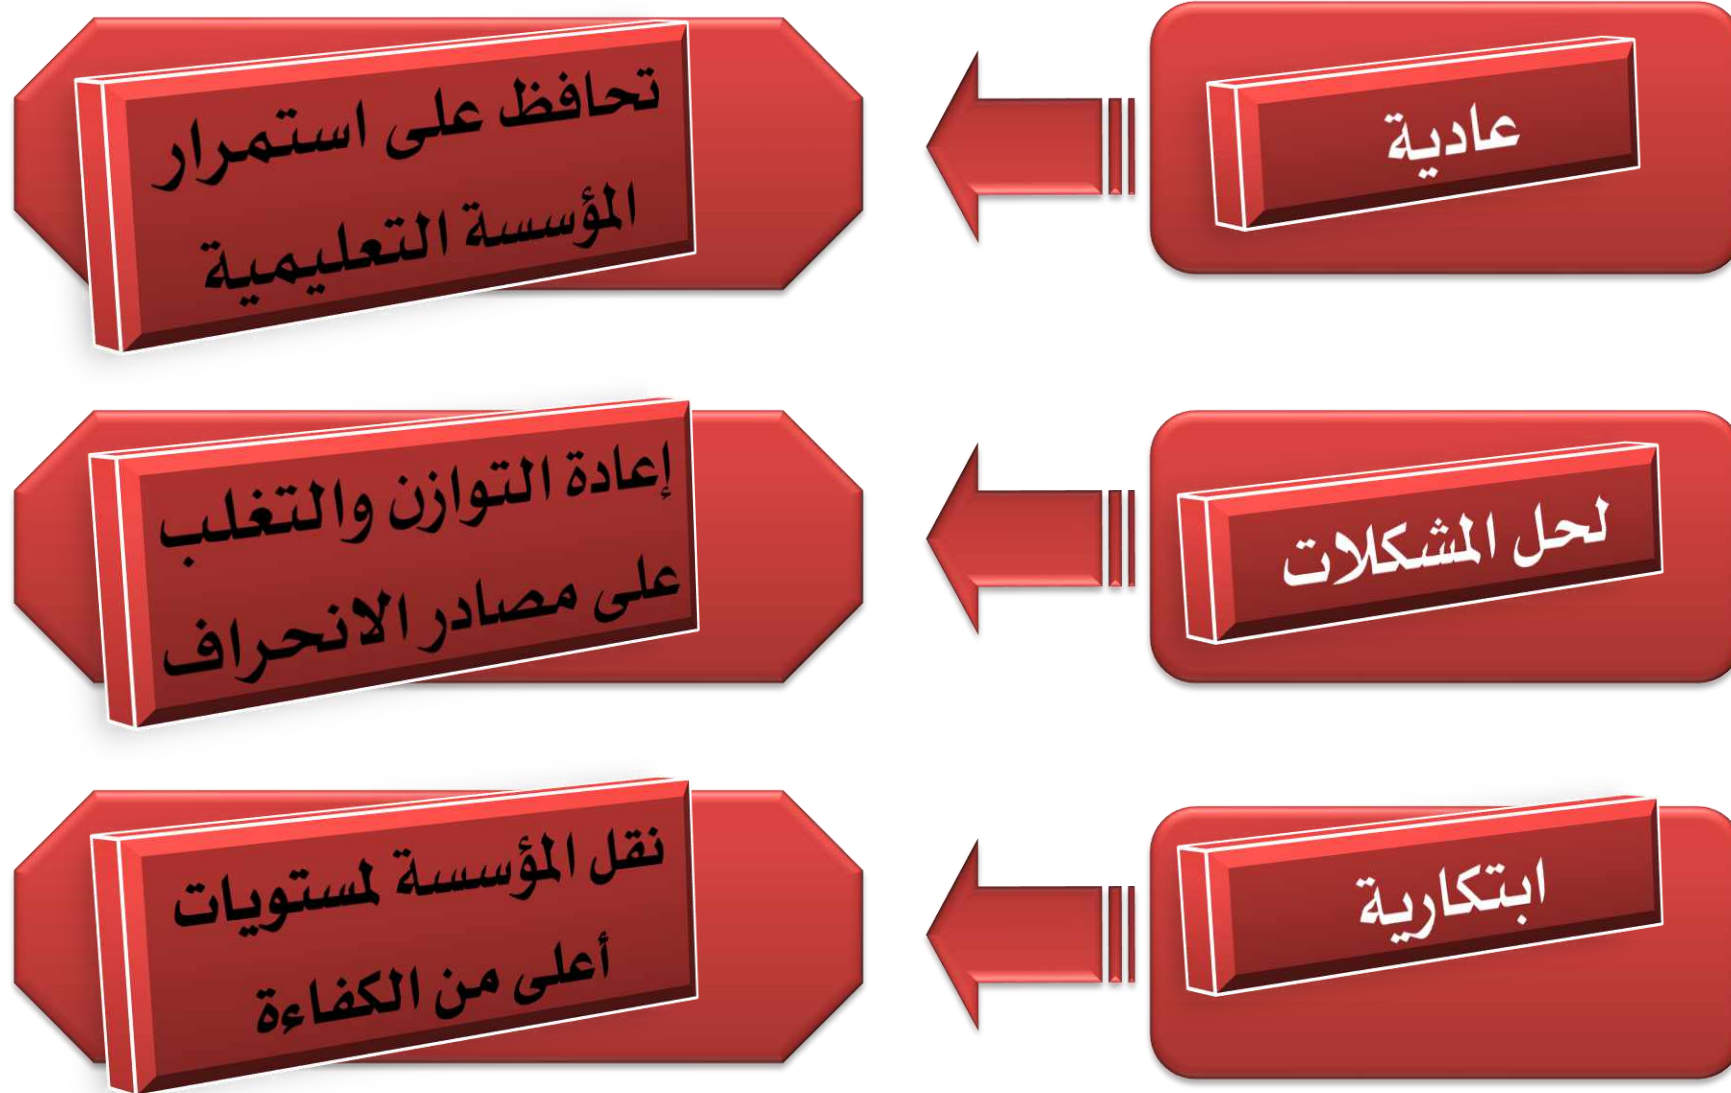 عادية
تحافظ على استمرار
المؤسسة التعليمية
لحل المشكلات
إعادة التوازن والتغلب
على مصادر الانحراف
ابتكارية
نقل المؤسسة لمستويات
أعلى من الكفاءة